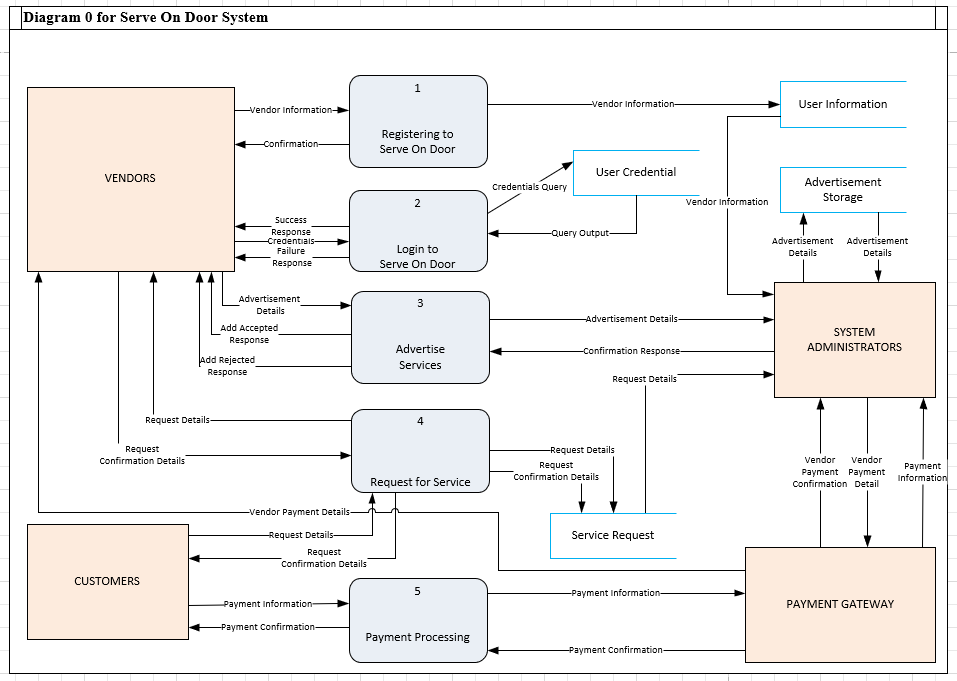 Diagram 0 for Serve On Door System
VENDORS
Vendor Information
Confirmation
1
Registering to
Serve On Door
Vendor Information
User Information
Credentials Query
User Credential
Vendor Information
Advertisement
Storage
Success
Response
Credentials
Failure
Response
2
Login to
Serve On Door
Query Output
Advertisement
Details
Advertisement
Details
Advertisement
Details
Add Accepted
Response
Add Rejected
Response
3
Advertise
Services
Advertisement Details
Confirmation Response
Request Details
SYSTEM
ADMINISTRATORS
Request Details
Request
Confirmation Details
4
Request for Service
Request Details
Request
Confirmation Details
Vendor
Payment
Confirmation
Vendor
Payment
Detail
Payment
Information
Vendor Payment Details
Request Details
Request
Confirmation Details
Service Request
CUSTOMERS
Payment Information
Payment Confirmation
5
Payment Processing
Payment Information
Payment Confirmation
PAYMENT GATEWAY